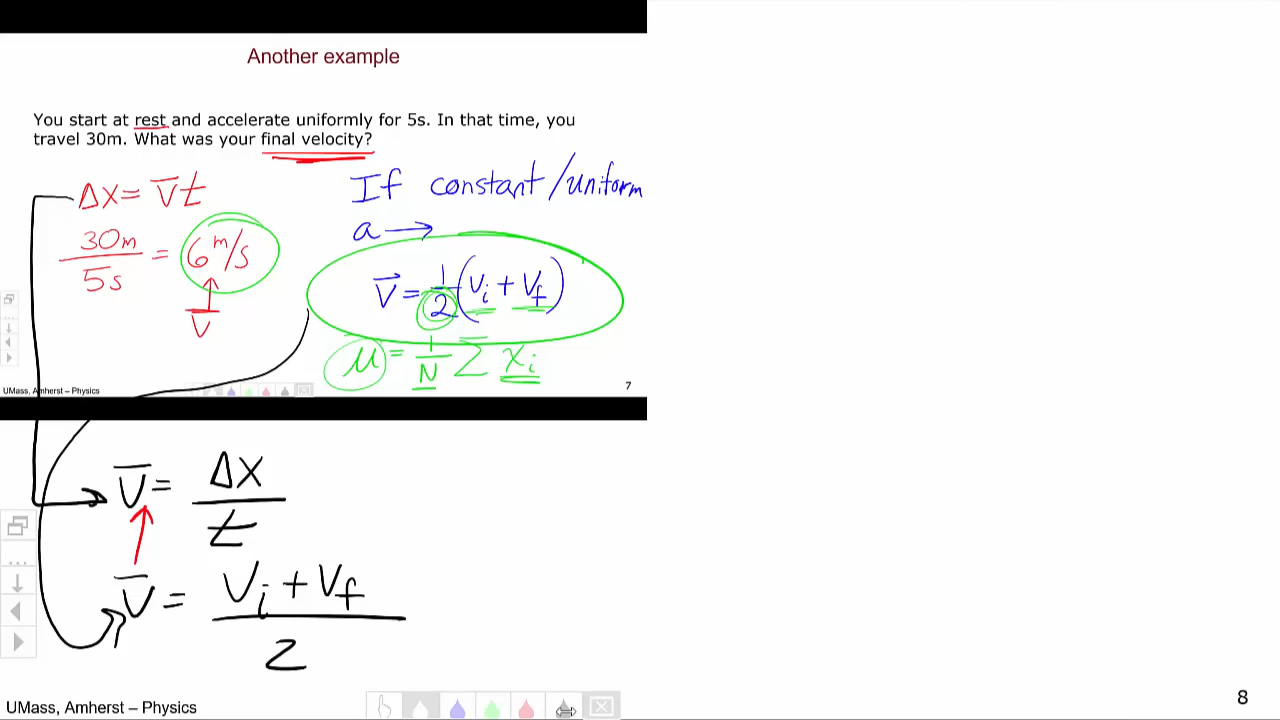 Another example
You start at rest and accelerate uniformly for 5s. In that time, you
travel 30m. What was your final velocity?
Δx = v̅t
30m / 5s = 6 m/s
v̅
If constant/uniform
a →
v⃗ = 1/2 (Vi + Vf)
μ = 1/N Σ xi
UMass, Amherst – Physics
7
v̅ = Δx / t
v̅ = Vi + Vf / 2
UMass, Amherst – Physics
8